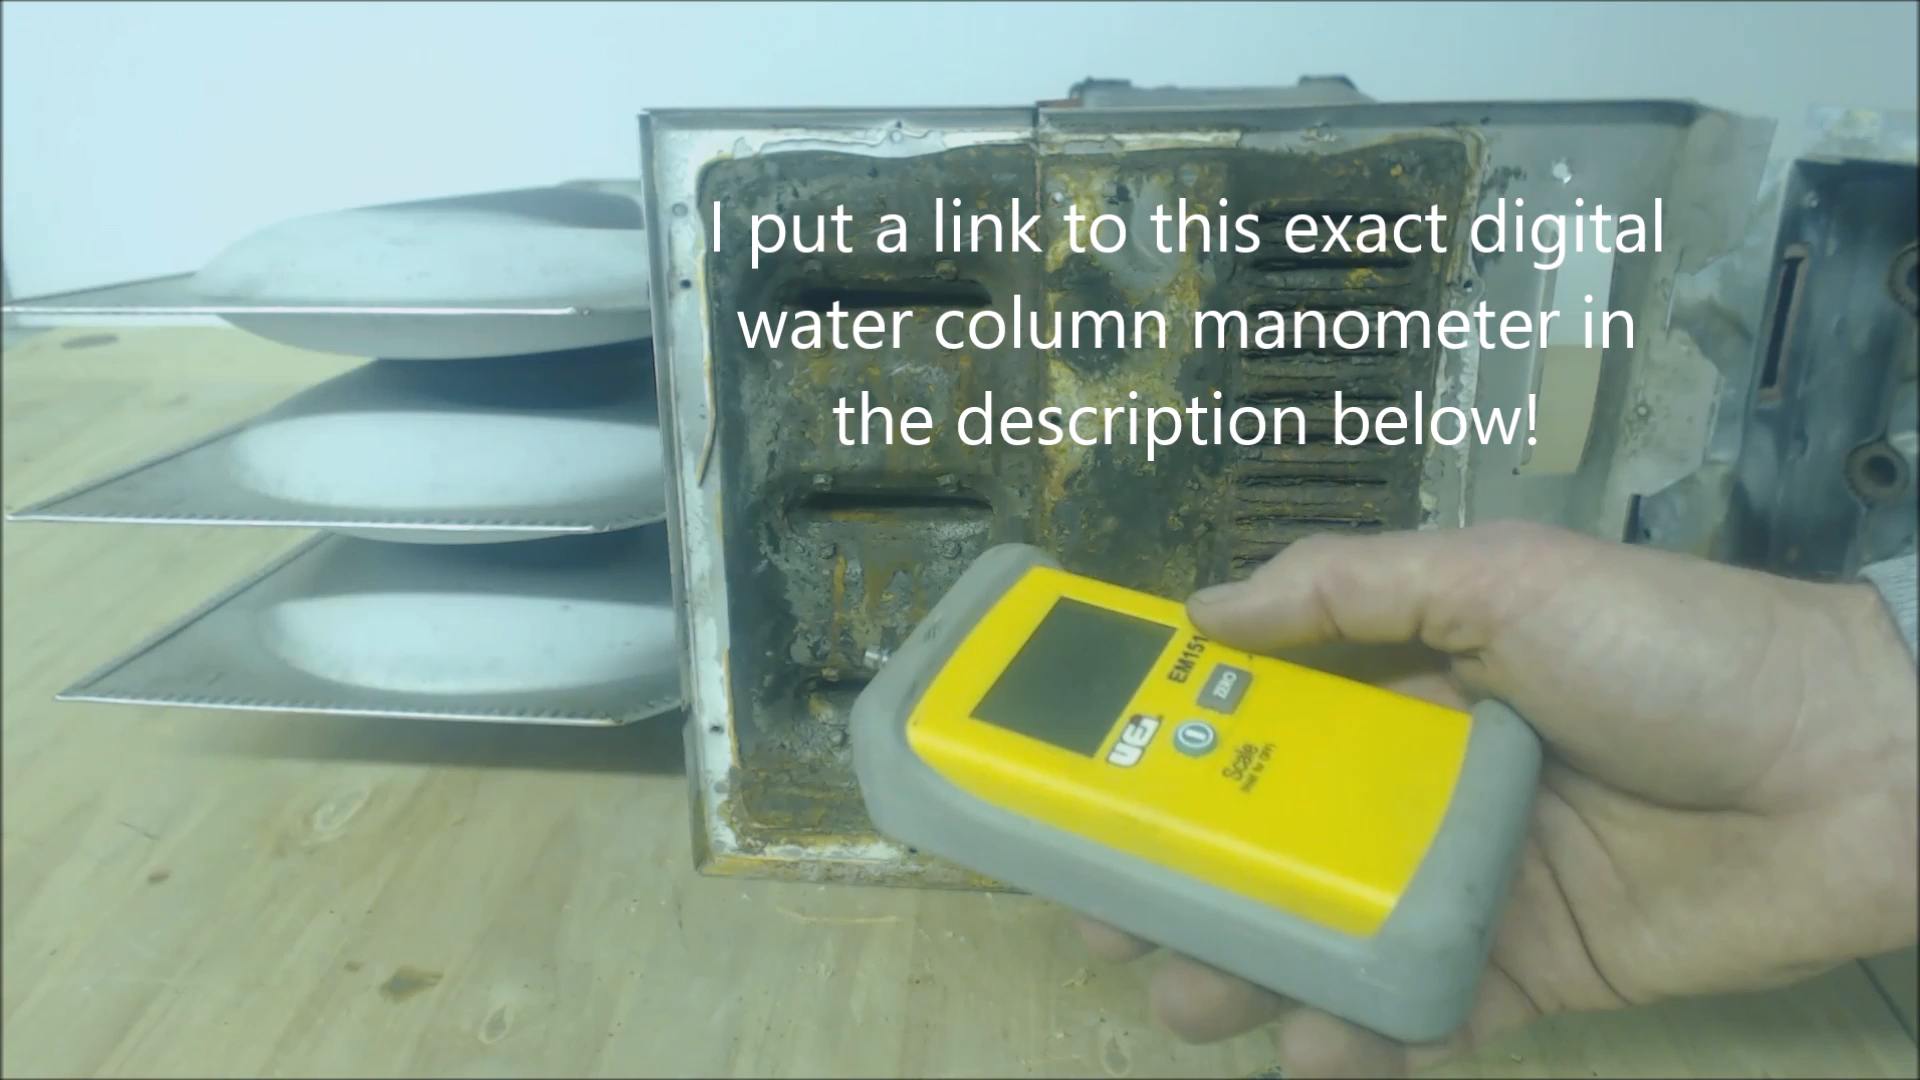 I put a link to this exact digital
water column manometer in
the description below!
EM151
ZERO
UEi
Scale